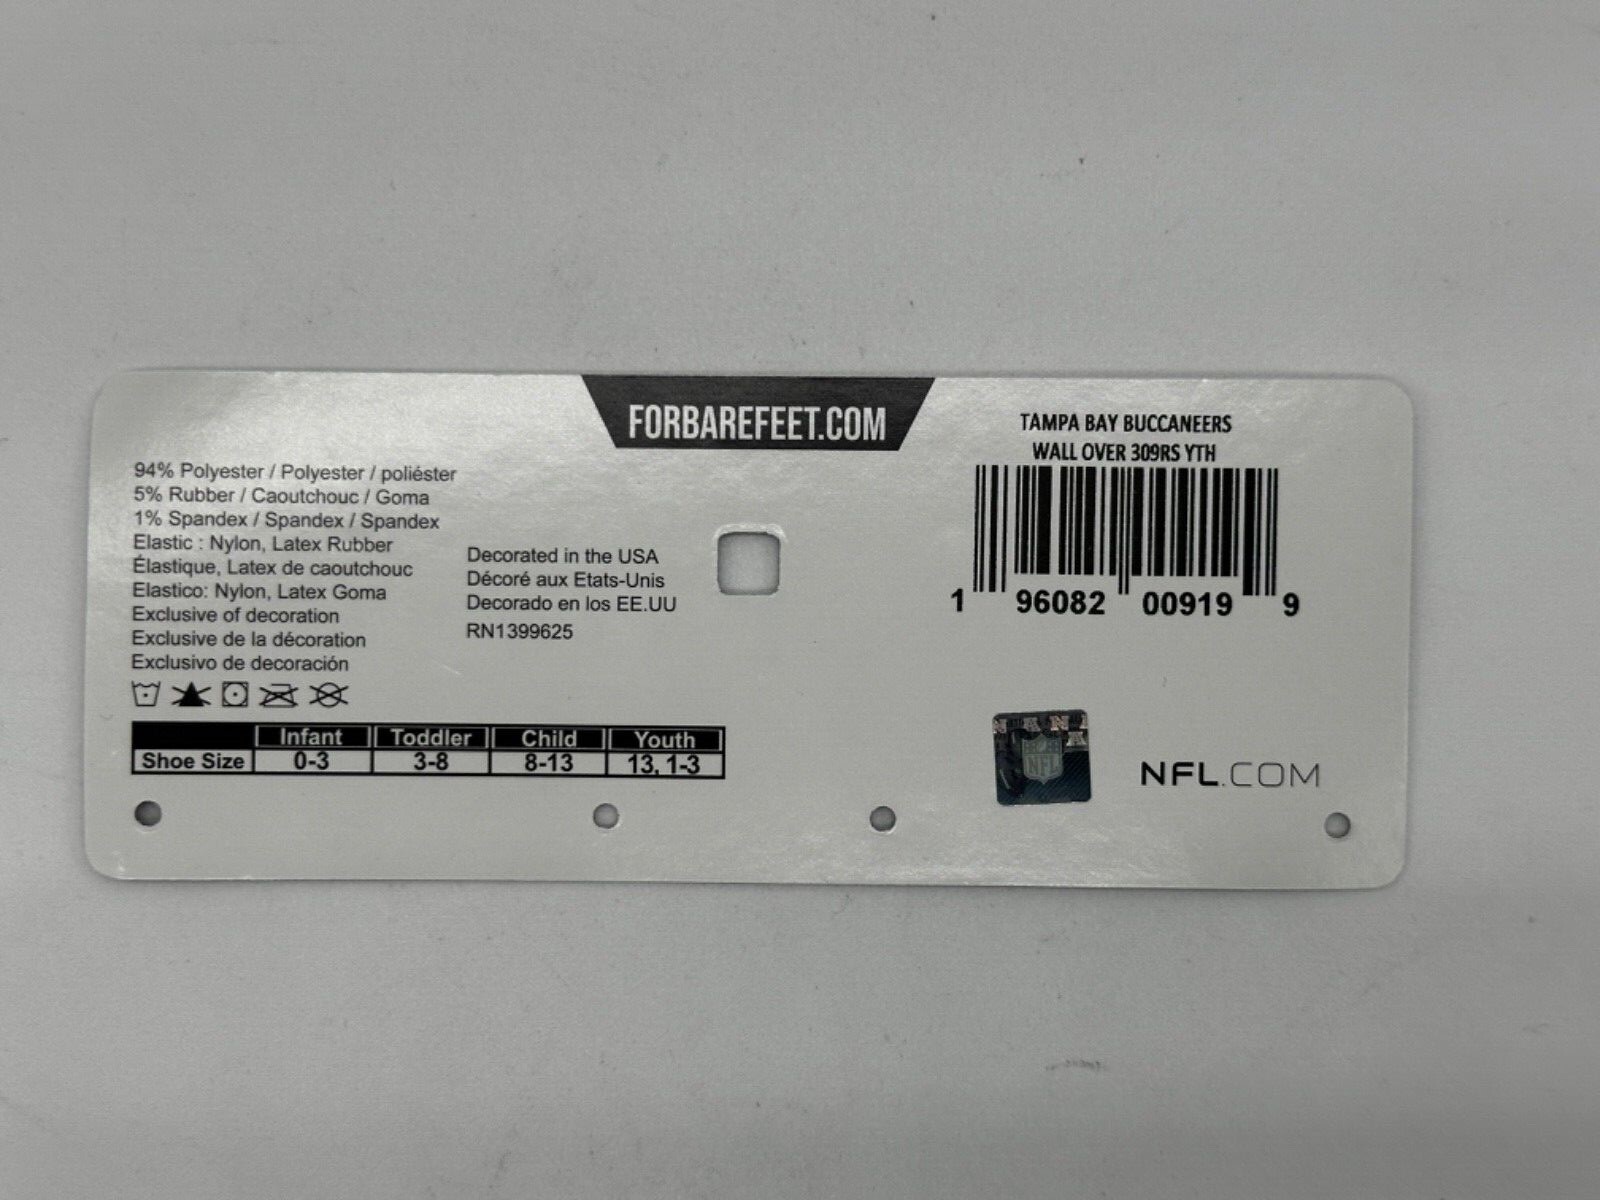 FORBAREFEET.COM
94% Polyester / Polyester / poliéster
5% Rubber / Caoutchouc / Goma
1% Spandex / Spandex / Spandex
Elastic : Nylon, Latex Rubber
Élastique, Latex de caoutchouc
Elastico: Nylon, Latex Goma
Exclusive of decoration
Exclusive de la décoration
Exclusivo de decoración
Decorated in the USA
Décoré aux Etats-Unis
Decorado en los EE.UU
RN1399625
Infant Toddler Child Youth
Shoe Size 0-3 3-8 8-13 13, 1-3
TAMPA BAY BUCCANEERS
WALL OVER 309RS YTH
1 96082 00919 9
NFL
NFL.COM